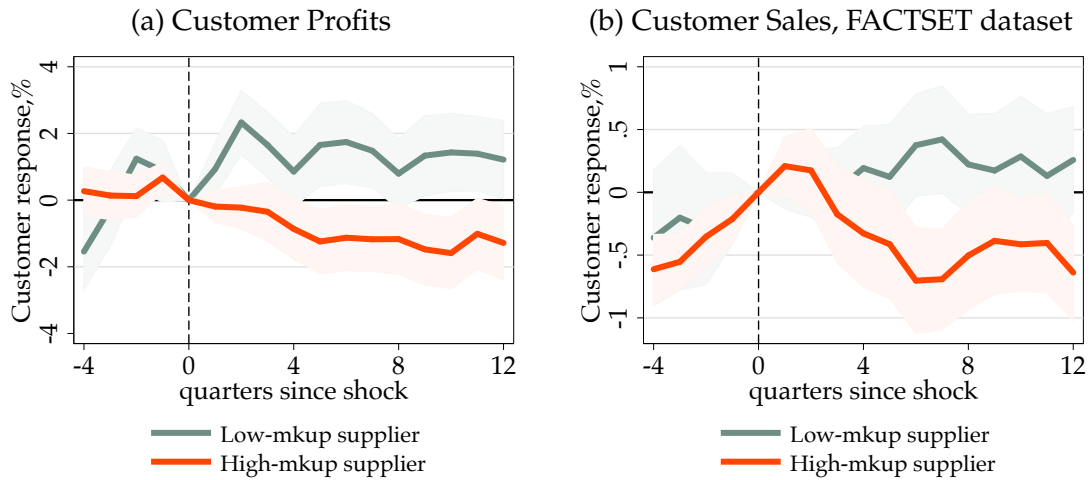 (a) Customer Profits
Customer response,%
4
2
0
-2
-4
-4 0 4 8 12
quarters since shock
Low-mkup supplier
High-mkup supplier
(b) Customer Sales, FACTSET dataset
Customer response,%
1
.5
0
-.5
-1
-4 0 4 8 12
quarters since shock
Low-mkup supplier
High-mkup supplier